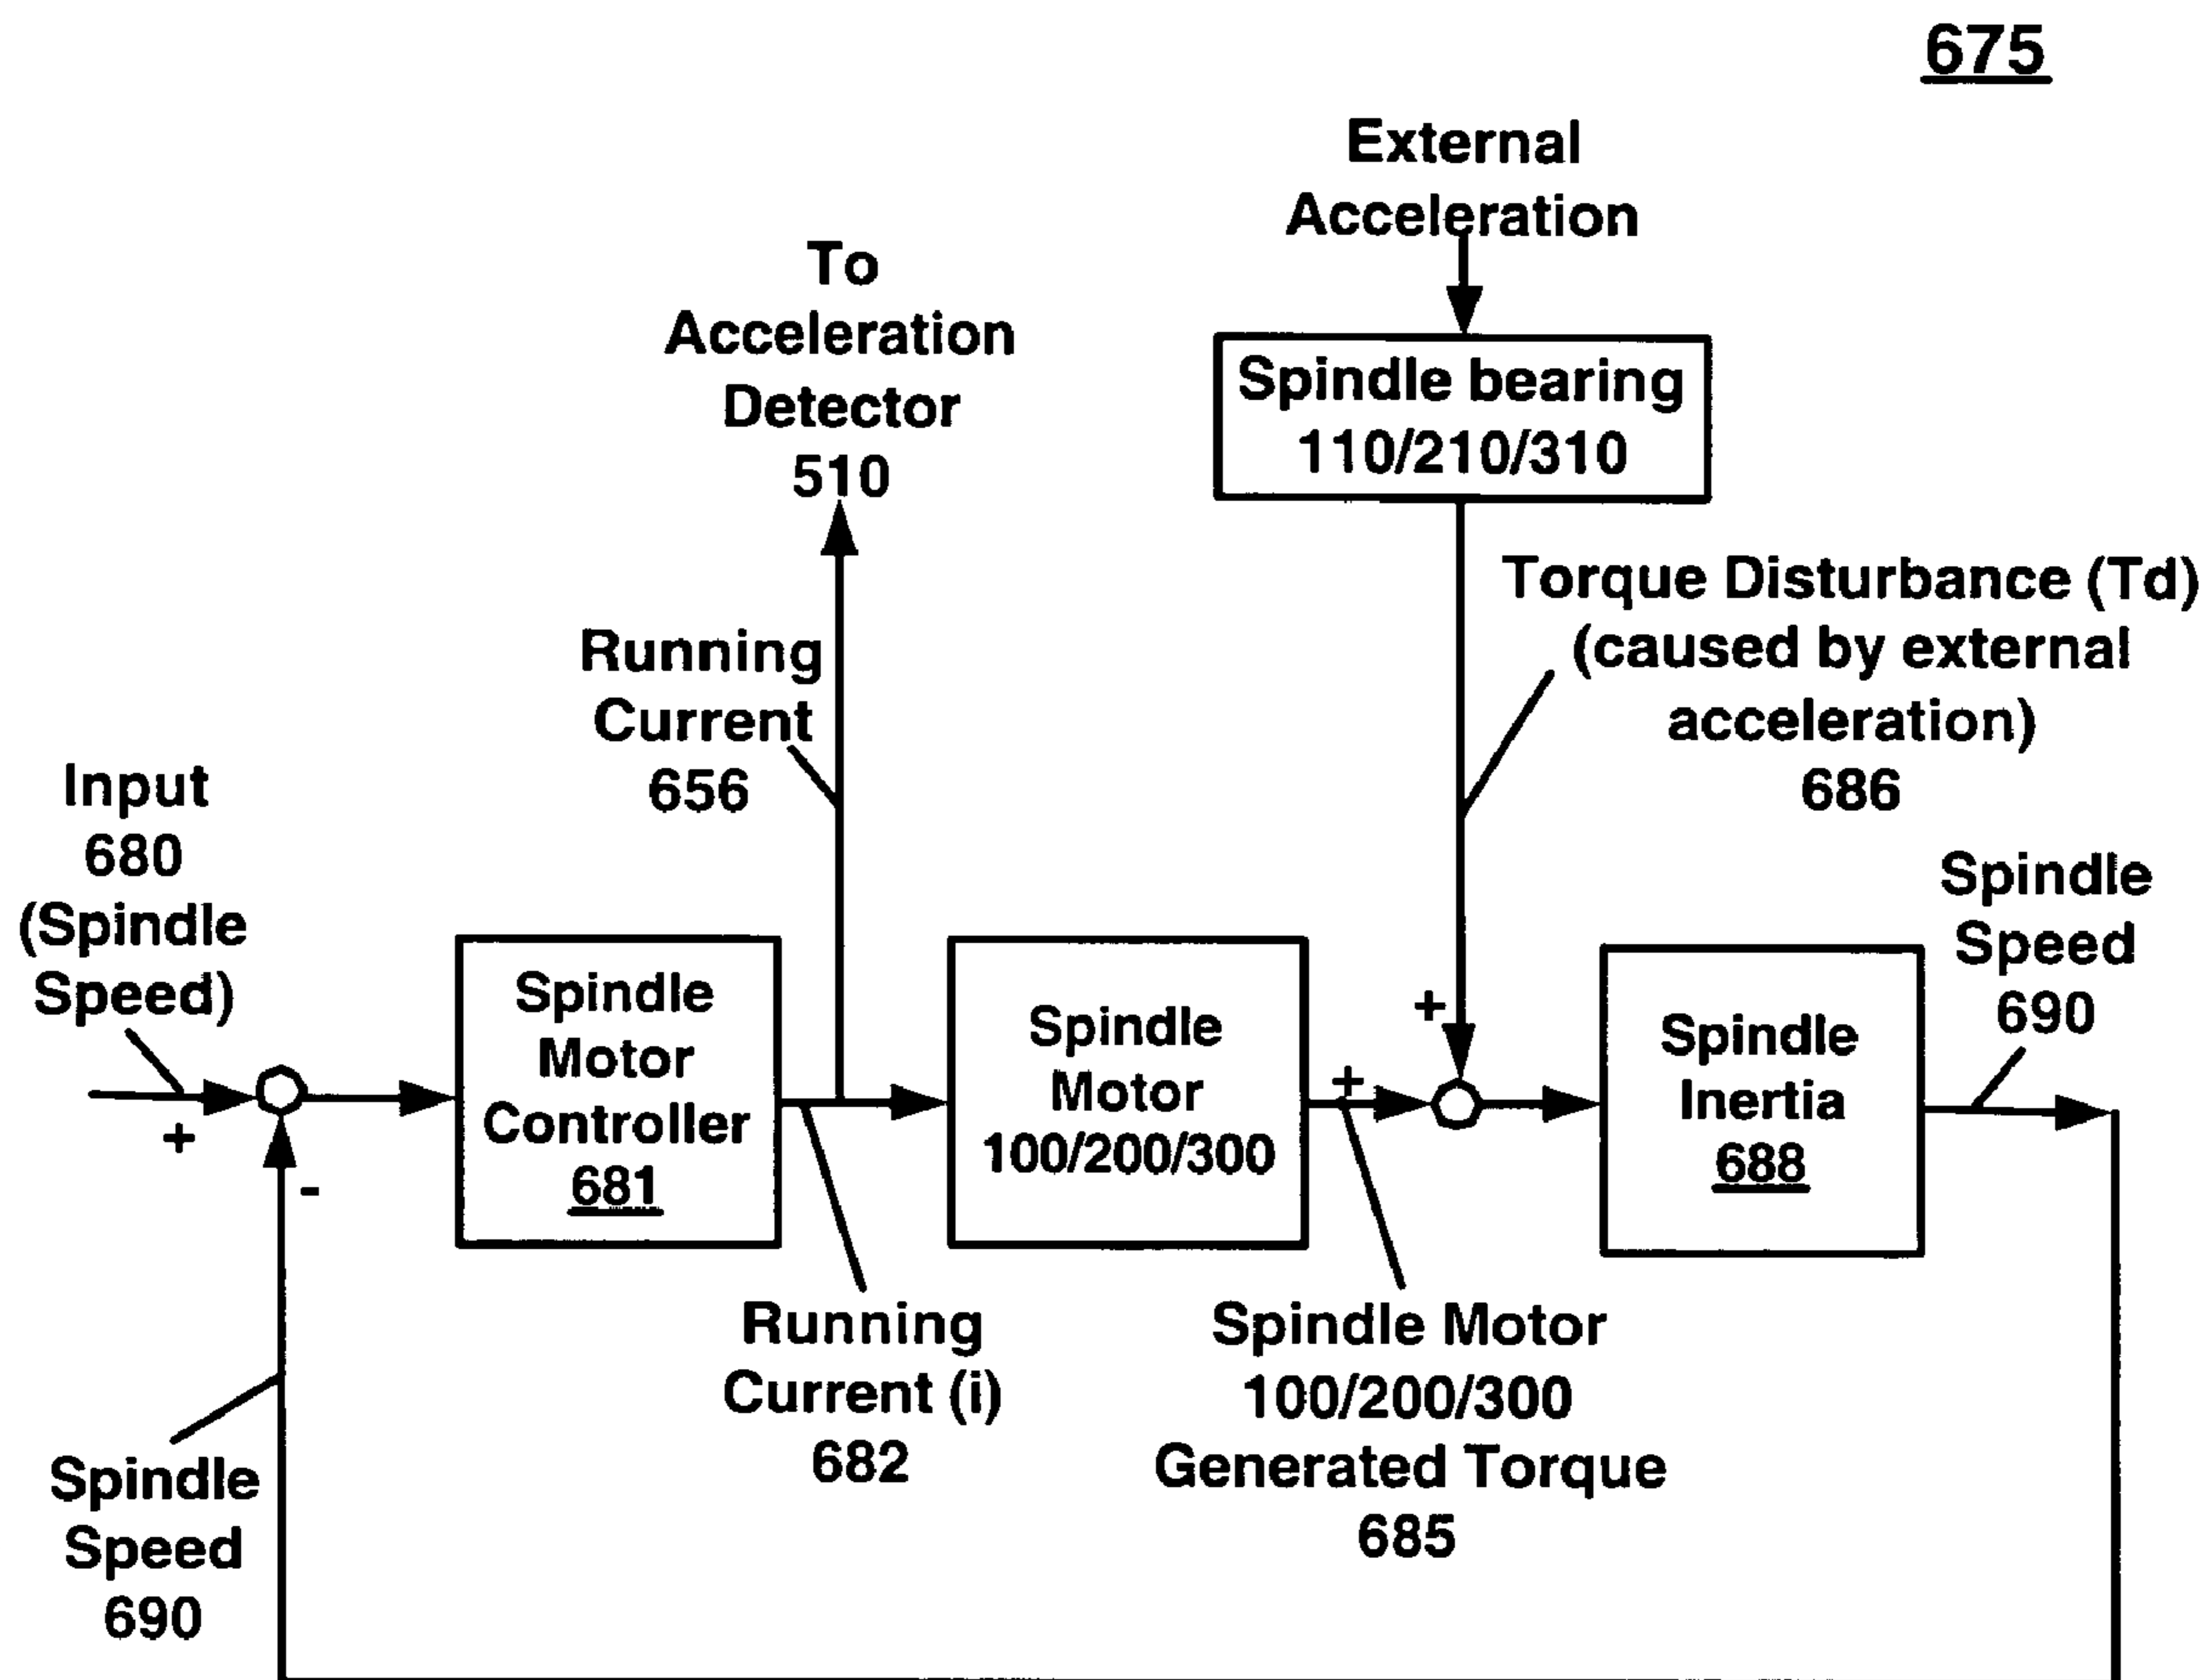 675
External
Acceleration
To
Acceleration
Detector
510
Spindle bearing
110/210/310
Torque Disturbance (Td)
(caused by external
acceleration)
686
Running
Current
656
Input
680
(Spindle
Speed)
+
-
Spindle
Motor
Controller
681
Spindle
Motor
100/200/300
+
+
Spindle
Inertia
688
Spindle
Speed
690
Running
Current (i)
682
Spindle Motor
100/200/300
Generated Torque
685
Spindle
Speed
690